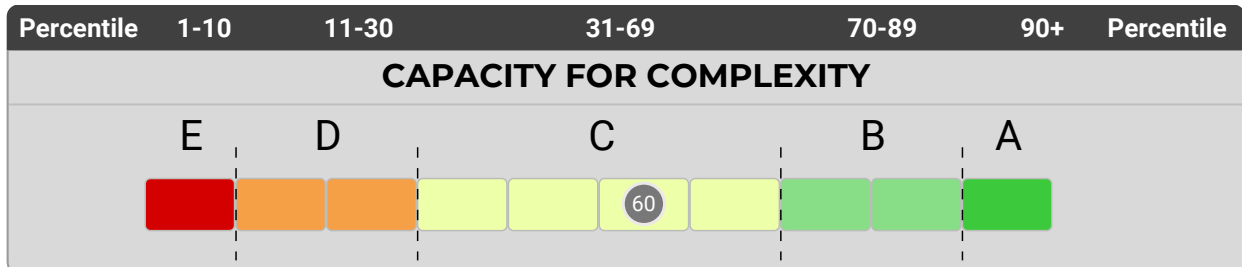 Percentile 1-10 11-30 31-69 70-89 90+ Percentile
CAPACITY FOR COMPLEXITY
E D C B A
60